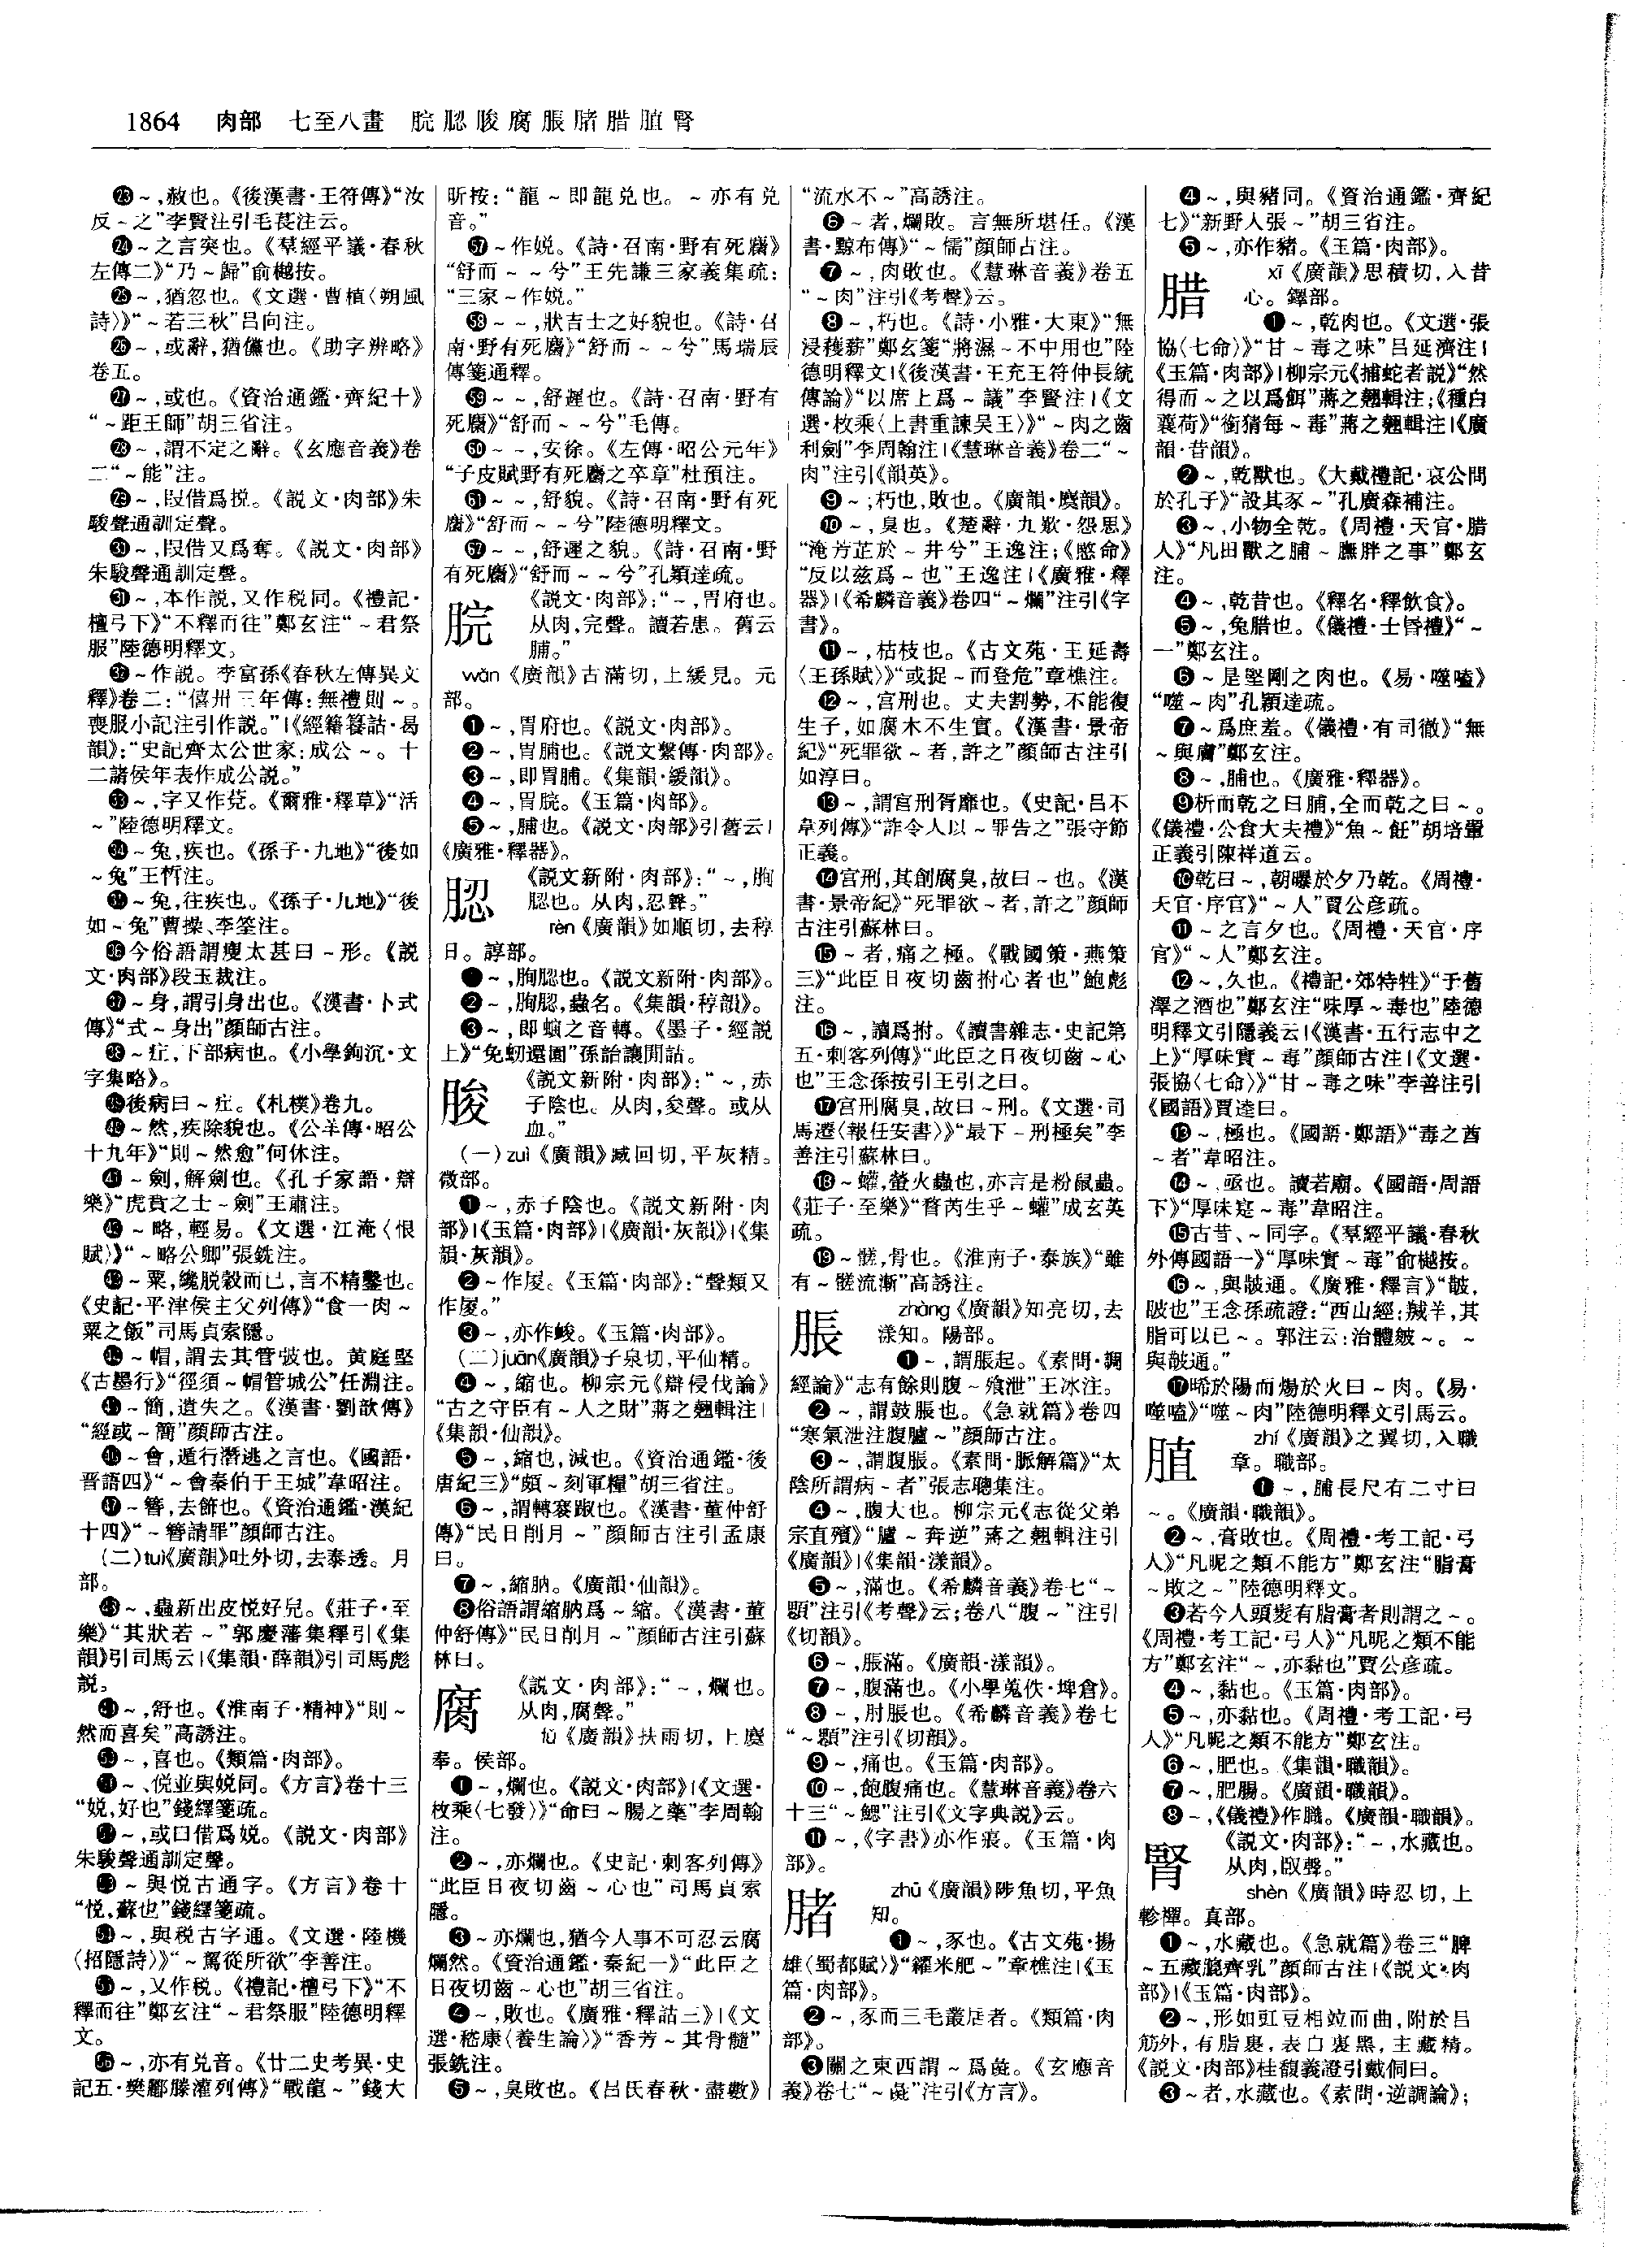 1864 肉部 七至八畫 脘𦜕朘腐脹䐗腊膱腎
㉓～,赦也。《後漢書·王符傳》“汝
反～之”李賢注引毛萇注云。
㉔～之言突也。《羣經平議·春秋
左傳二》“乃～歸”俞樾按。
㉕～,猶忽也。《文選·曹植〈朔風
詩〉》“～若三秋”吕向注。
㉖～,或辭,猶儻也。《助字辨略》
卷五。
㉗～,或也。《資治通鑑·齊紀十》
“～距王師”胡三省注。
㉘～,謂不定之辭。《玄應音義》卷
二“～能”注。
㉙～,叚借爲挩。《説文·肉部》朱
駿聲通訓定聲。
㉚～,叚借又爲奪。《説文·肉部》
朱駿聲通訓定聲。
㉛～,本作説,又作税同。《禮記·
檀弓下》“不釋而往”鄭玄注“～君祭
服”陸德明釋文。
㉜～作説。李富孫《春秋左傳異文
釋》卷二:“僖卅三年傳:無禮則～。
喪服小記注引作説。”|《經籍籑詁·曷
韻》:“史記齊太公世家:成公～。十
二諸侯年表作成公説。”
㉝～,字又作莌。《爾雅·釋草》“活
～”陸德明釋文。
㉞～兔,疾也。《孫子·九地》“後如
～兔”王晳注。
㉟～兔,往疾也。《孫子·九地》“後
如～兔”曹操、李筌注。
㊱今俗語謂瘦太甚曰～形。《説
文·肉部》段玉裁注。
㊲～身,謂引身出也。《漢書·卜式
傳》“式～身出”顔師古注。
㊳～疘,下部病也。《小學鉤沉·文
字集略》。
㊴後病曰～疘。《札樸》卷九。
㊵～然,疾除貌也。《公羊傳·昭公
十九年》“則～然愈”何休注。
㊶～劍,解劍也。《孔子家語·辯
樂》“虎賁之士～劍”王肅注。
㊷～略,輕易。《文選·江淹〈恨
賦〉》“～略公卿”張銑注。
㊸～粟,纔脱穀而已,言不精鑿也。
《史記·平津侯主父列傳》“食一肉～
粟之飯”司馬貞索隱。
㊹～帽,謂去其管弢也。黄庭堅
《古墨行》“徑須～帽管城公”任淵注。
㊺～簡,遺失之。《漢書·劉歆傳》
“經或～簡”顔師古注。
㊻～會,遁行潛逃之言也。《國語·
晋語四》“～會秦伯于王城”韋昭注。
㊼～簪,去飾也。《資治通鑑·漢紀
十四》“～簪請罪”顔師古注。
(二)tuì《廣韻》吐外切,去泰透。月
部。
㊽～,蟲新出皮悦好皃。《莊子·至
樂》“其狀若～”郭慶藩集釋引《集
韻》引司馬云|《集韻·薛韻》引司馬彪
説。
㊾～,舒也。《淮南子·精神》“則～
然而喜矣”高誘注。
㊿～,喜也。《類篇·肉部》。
51～、悦並與娧同。《方言》卷十三
“娧,好也”錢繹箋疏。
52～,或曰借爲娧。《説文·肉部》
朱駿聲通訓定聲。
53～與悦古通字。《方言》卷十
“悦,蘇也”錢繹箋疏。
54～,與税古字通。《文選·陸機
〈招隱詩〉》“～駕從所欲”李善注。
55～,又作税。《禮記·檀弓下》“不
釋而往”鄭玄注“～君祭服”陸德明釋
文。
56～,亦有兑音。《廿二史考異·史
記五·樊酈滕灌列傳》“戰龍～”錢大
昕按:“龍～即龍兑也。～亦有兑
音。”
57～作娧。《詩·召南·野有死麕》
“舒而～～兮”王先謙三家義集疏:
“三家～作娧。”
58～～,狀吉士之好貌也。《詩·召
南·野有死麕》“舒而～～兮”馬瑞辰
傳箋通釋。
59～～,舒遲也。《詩·召南·野有
死麕》“舒而～～兮”毛傳。
60～～,安徐。《左傳·昭公元年》
“子皮賦野有死麕之卒章”杜預注。
61～～,舒貌。《詩·召南·野有死
麕》“舒而～～兮”陸德明釋文。
62～～,舒遲之貌。《詩·召南·野
有死麕》“舒而～～兮”孔穎達疏。
脘
《説文·肉部》:“～,胃府也。
从肉,完聲。讀若患。舊云
脯。”
wǎn《廣韻》古滿切,上緩見。元
部。
❶～,胃府也。《説文·肉部》。
❷～,胃脯也。《説文繫傳·肉部》。
❸～,即胃脯。《集韻·緩韻》。
❹～,胃脘。《玉篇·肉部》。
❺～,脯也。《説文·肉部》引舊云|
《廣雅·釋器》。
𦜕
《説文新附·肉部》:“～,朐
𦜕也。从肉,忍聲。”
rèn《廣韻》如順切,去稕
日。諄部。
❶～,朐𦜕也。《説文新附·肉部》。
❷～,朐𦜕,蟲名。《集韻·稕韻》。
❸～,即螾之音轉。《墨子·經説
上》“免軔還園”孫詒讓閒詁。
朘
《説文新附·肉部》:“～,赤
子陰也。从肉,夋聲。或从
血。”
(一)zuī《廣韻》臧回切,平灰精。
微部。
❶～,赤子陰也。《説文新附·肉
部》|《玉篇·肉部》|《廣韻·灰韻》|《集
韻·灰韻》。
❷～作㞘。《玉篇·肉部》:“聲類又
作㞘。”
❸～,亦作峻。《玉篇·肉部》。
(二)juān《廣韻》子泉切,平仙精。
❹～,縮也。柳宗元《辯侵伐論》
“古之守臣有～人之財”蔣之翹輯注|
《集韻·仙韻》。
❺～,縮也,減也。《資治通鑑·後
唐紀三》“頗～刻軍糧”胡三省注。
❻～,謂轉褰踧也。《漢書·董仲舒
傳》“民日削月～”顔師古注引孟康
曰。
❼～,縮肭。《廣韻·仙韻》。
❽俗語謂縮肭爲～縮。《漢書·董
仲舒傳》“民日削月～”顔師古注引蘇
林曰。
腐
《説文·肉部》:“～,爛也。
从肉,府聲。”
fǔ《廣韻》扶雨切,上麌
奉。侯部。
❶～,爛也。《説文·肉部》|《文選·
枚乘〈七發〉》“命曰～腸之藥”李周翰
注。
❷～,亦爛也。《史記·刺客列傳》
“此臣日夜切齒～心也”司馬貞索
隱。
❸～亦爛也,猶今人事不可忍云腐
爛然。《資治通鑑·秦紀一》“此臣之
日夜切齒～心也”胡三省注。
❹～,敗也。《廣雅·釋詁三》|《文
選·嵇康〈養生論〉》“香芳～其骨髓”
張銑注。
❺～,臭敗也。《吕氏春秋·盡數》
“流水不～”高誘注。
❻～者,爛敗。言無所堪任。《漢
書·黥布傳》“～儒”顔師古注。
❼～,肉敗也。《慧琳音義》卷五
“～肉”注引《考聲》云。
❽～,朽也。《詩·小雅·大東》“無
浸穫薪”鄭玄箋“將濕～不中用也”陸
德明釋文|《後漢書·王充王符仲長統
傳論》“以席上爲～議”李賢注|《文
選·枚乘〈上書重諫吴王〉》“～肉之齒
利劍”李周翰注|《慧琳音義》卷二“～
肉”注引《韻英》。
❾～;朽也,敗也。《廣韻·麌韻》。
❿～,臭也。《楚辭·九歎·怨思》
“淹芳芷於～井兮”王逸注;《愍命》
“反以兹爲～也”王逸注|《廣雅·釋
器》|《希麟音義》卷四“～爛”注引《字
書》。
⓫～,枯枝也。《古文苑·王延壽
〈王孫賦〉》“或捉～而登危”章樵注。
⓬～,宫刑也。丈夫割勢,不能復
生子,如腐木不生實。《漢書·景帝
紀》“死罪欲～者,許之”顔師古注引
如淳曰。
⓭～,謂宫刑胥靡也。《史記·吕不
韋列傳》“詐令人以～罪告之”張守節
正義。
⓮宫刑,其創腐臭,故曰～也。《漢
書·景帝紀》“死罪欲～者,許之”顔師
古注引蘇林曰。
⓯～者,痛之極。《戰國策·燕策
三》“此臣日夜切齒拊心者也”鮑彪
注。
⓰～,讀爲拊。《讀書雜志·史記第
五·刺客列傳》“此臣之日夜切齒～心
也”王念孫按引王引之曰。
⓱宫刑腐臭,故曰～刑。《文選·司
馬遷〈報任安書〉》“最下～刑極矣”李
善注引蘇林曰。
⓲～蠸,螢火蟲也,亦言是粉鼠蟲。
《莊子·至樂》“瞀芮生乎～蠸”成玄英
疏。
⓳～髊,骨也。《淮南子·泰族》“雖
有～髊流漸”高誘注。
脹
zhàng《廣韻》知亮切,去
漾知。陽部。
❶～,謂脹起。《素問·調
經論》“志有餘則腹～飧泄”王冰注。
❷～,謂鼓脹也。《急就篇》卷四
“寒氣泄注腹臚～”顔師古注。
❸～,謂腹脹。《素問·脈解篇》“太
陰所謂病～者”張志聰集注。
❹～,腹大也。柳宗元《志從父弟
宗直殯》“臚～奔逆”蔣之翹輯注引
《廣韻》|《集韻·漾韻》。
❺～,滿也。《希麟音義》卷七“～
顋”注引《考聲》云;卷八“腹～”注引
《切韻》。
❻～,脹滿。《廣韻·漾韻》。
❼～,腹滿也。《小學蒐佚·埤倉》。
❽～,肘脹也。《希麟音義》卷七
“～顋”注引《切韻》。
❾～,痛也。《玉篇·肉部》。
❿～,飽腹痛也。《慧琳音義》卷六
十三“～鰓”注引《文字典説》云。
⓫～,《字書》亦作痮。《玉篇·肉
部》。
䐗
zhū《廣韻》陟魚切,平魚
知。
❶～,豕也。《古文苑·揚
雄〈蜀都賦〉》“糴米肥～”章樵注|《玉
篇·肉部》。
❷～,豕而三毛叢居者。《類篇·肉
部》。
❸關之東西謂～爲彘。《玄應音
義》卷七“～彘”注引《方言》。
❹～,與豬同。《資治通鑑·齊紀
七》“新野人張～”胡三省注。
❺～,亦作豬。《玉篇·肉部》。
腊
xī《廣韻》思積切,入昔
心。鐸部。
❶～,乾肉也。《文選·張
協〈七命〉》“甘～毒之味”吕延濟注|
《玉篇·肉部》|柳宗元《捕蛇者説》“然
得而～之以爲餌”蔣之翹輯注;《種白
蘘荷》“銜猜每～毒”蔣之翹輯注|《廣
韻·昔韻》。
❷～,乾獸也。《大戴禮記·哀公問
於孔子》“設其豕～”孔廣森補注。
❸～,小物全乾。《周禮·天官·腊
人》“凡田獸之脯～膴胖之事”鄭玄
注。
❹～,乾昔也。《釋名·釋飲食》。
❺～,兔腊也。《儀禮·士昏禮》“～
一”鄭玄注。
❻～是堅剛之肉也。《易·噬嗑》
“噬～肉”孔穎達疏。
❼～爲庶羞。《儀禮·有司徹》“無
～與膚”鄭玄注。
❽～,脯也。《廣雅·釋器》。
❾析而乾之曰脯,全而乾之曰～。
《儀禮·公食大夫禮》“魚～飪”胡培翬
正義引陳祥道云。
❿乾曰～,朝曝於夕乃乾。《周禮·
天官·序官》“～人”賈公彦疏。
⓫～之言夕也。《周禮·天官·序
官》“～人”鄭玄注。
⓬～,久也。《禮記·郊特牲》“于舊
澤之酒也”鄭玄注“味厚～毒也”陸德
明釋文引隱義云|《漢書·五行志中之
上》“厚味實～毒”顔師古注|《文選·
張協〈七命〉》“甘～毒之味”李善注引
《國語》賈逵曰。
⓭～,極也。《國語·鄭語》“毒之酋
～者”韋昭注。
⓮～,亟也。讀若廟。《國語·周語
下》“厚味寔～毒”韋昭注。
⓯古昔、～同字。《羣經平議·春秋
外傳國語一》“厚味實～毒”俞樾按。
⓰～,與皵通。《廣雅·釋言》“皵,
皴也”王念孫疏證:“西山經:羬羊,其
脂可以已～。郭注云:治體皴～。～
與皵通。”
⓱晞於陽而煬於火曰～肉。《易·
噬嗑》“噬～肉”陸德明釋文引馬云。
膱
zhí《廣韻》之翼切,入職
章。職部。
❶～,脯長尺有二寸曰
～。《廣韻·職韻》。
❷～,膏敗也。《周禮·考工記·弓
人》“凡昵之類不能方”鄭玄注“脂膏
～敗之～”陸德明釋文。
❸若今人頭髮有脂膏者則謂之～。
《周禮·考工記·弓人》“凡昵之類不能
方”鄭玄注“～,亦黏也”賈公彦疏。
❹～,黏也。《玉篇·肉部》。
❺～,亦黏也。《周禮·考工記·弓
人》“凡昵之類不能方”鄭玄注。
❻～,肥也。《集韻·職韻》。
❼～,肥腸。《廣韻·職韻》。
❽～,《儀禮》作職。《廣韻·職韻》。
腎
《説文·肉部》:“～,水藏也。
从肉,臤聲。”
shèn《廣韻》時忍切,上
軫禪。真部。
❶～,水藏也。《急就篇》卷三“脾
～五藏膍齊乳”顔師古注|《説文·肉
部》|《玉篇·肉部》。
❷～,形如豇豆相竝而曲,附於吕
筋外,有脂裹,表白裏黑,主藏精。
《説文·肉部》桂馥義證引戴侗曰。
❸～者,水藏也。《素問·逆調論》;